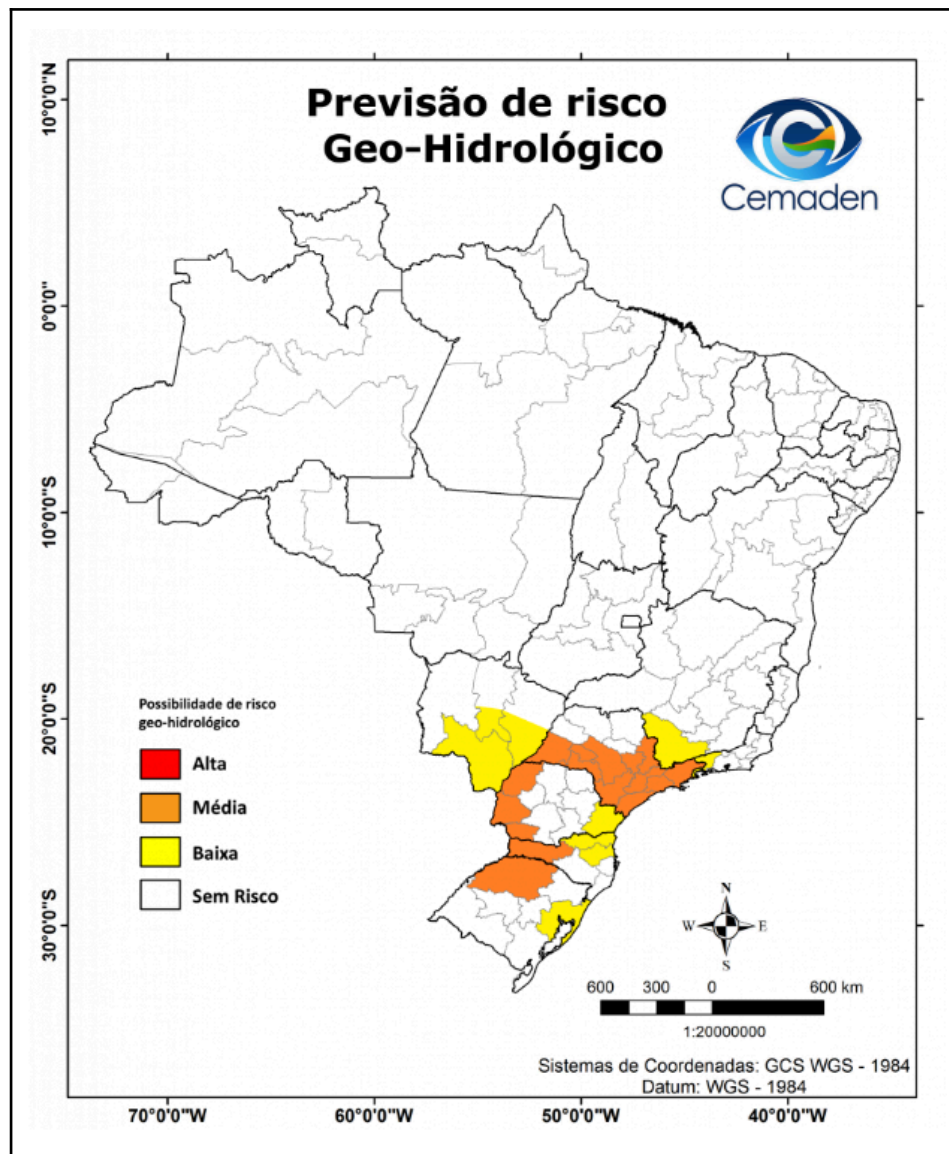 Previsão de risco
Geo-Hidrológico
Cemaden
10°0'0"N
0°0'0"
10°0'0"S
20°0'0"S
30°0'0"S
Possibilidade de risco
geo-hidrológico
Alta
Média
Baixa
Sem Risco
N
W
E
S
600 300 0 600 km
1:20000000
Sistemas de Coordenadas: GCS WGS - 1984
Datum: WGS - 1984
70°0'0"W 60°0'0"W 50°0'0"W 40°0'0"W